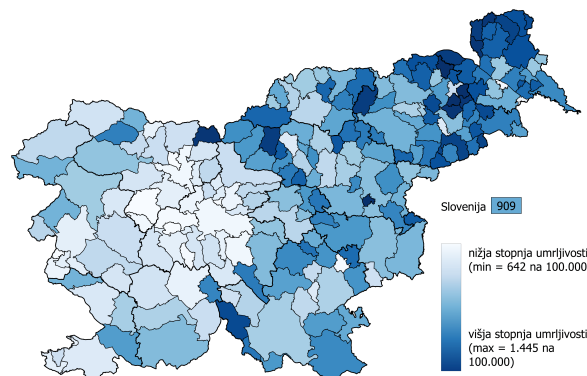 Slovenija 909
nižja stopnja umrljivosti
(min = 642 na 100.000)
višja stopnja umrljivosti
(max = 1.445 na
100.000)